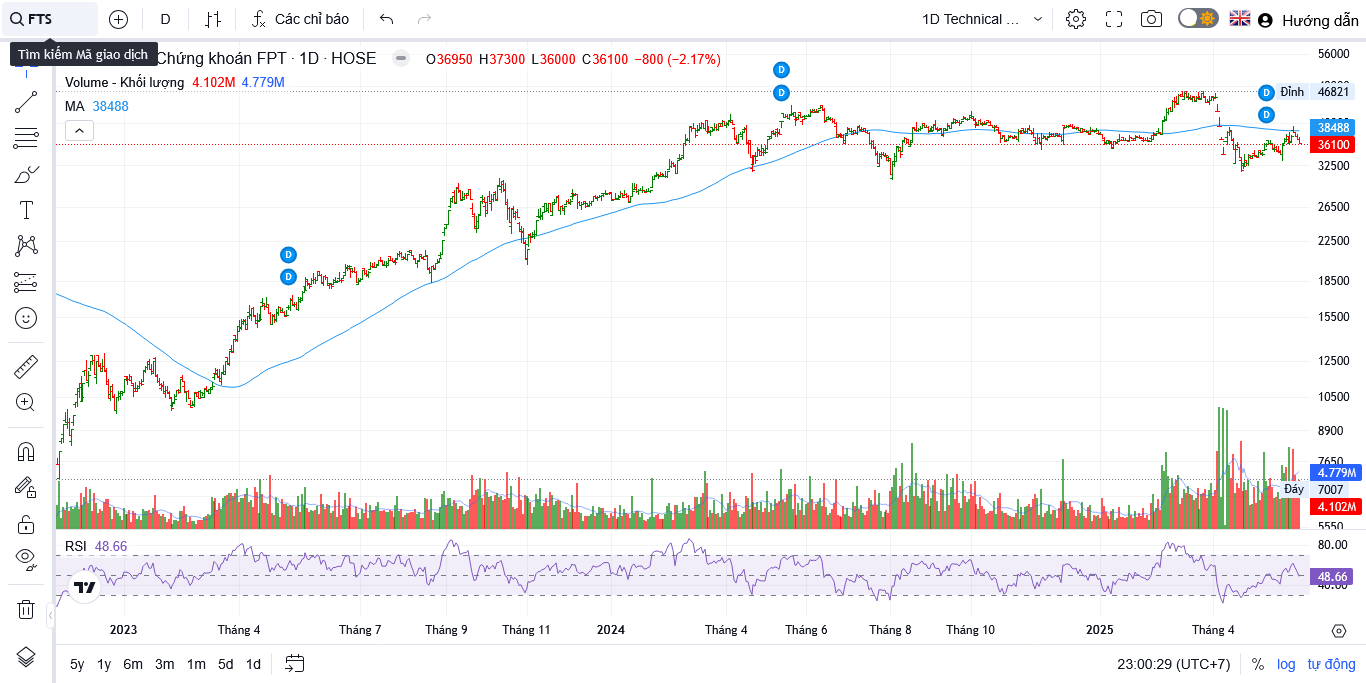 FTS
D
Các chỉ báo
1D Technical ...
Hướng dẫn
Tìm kiếm Mã giao dịch
Chứng khoán FPT · 1D · HOSE
O36950 H37300 L36000 C36100 −800 (−2.17%)
Volume - Khối lượng 4.102M 4.779M
MA 38488
D
D
D
D
D
D
56000
Đỉnh 46821
38488
36100
32500
26500
22500
18500
15500
12500
10500
8900
7650
4.779M
Đáy 7007
4.102M
5550
RSI 48.66
80.00
48.66
40.00
2023 Tháng 4 Tháng 7 Tháng 9 Tháng 11 2024 Tháng 4 Tháng 6 Tháng 8 Tháng 10 2025 Tháng 4
5y 1y 6m 3m 1m 5d 1d
23:00:29 (UTC+7) % log tự động